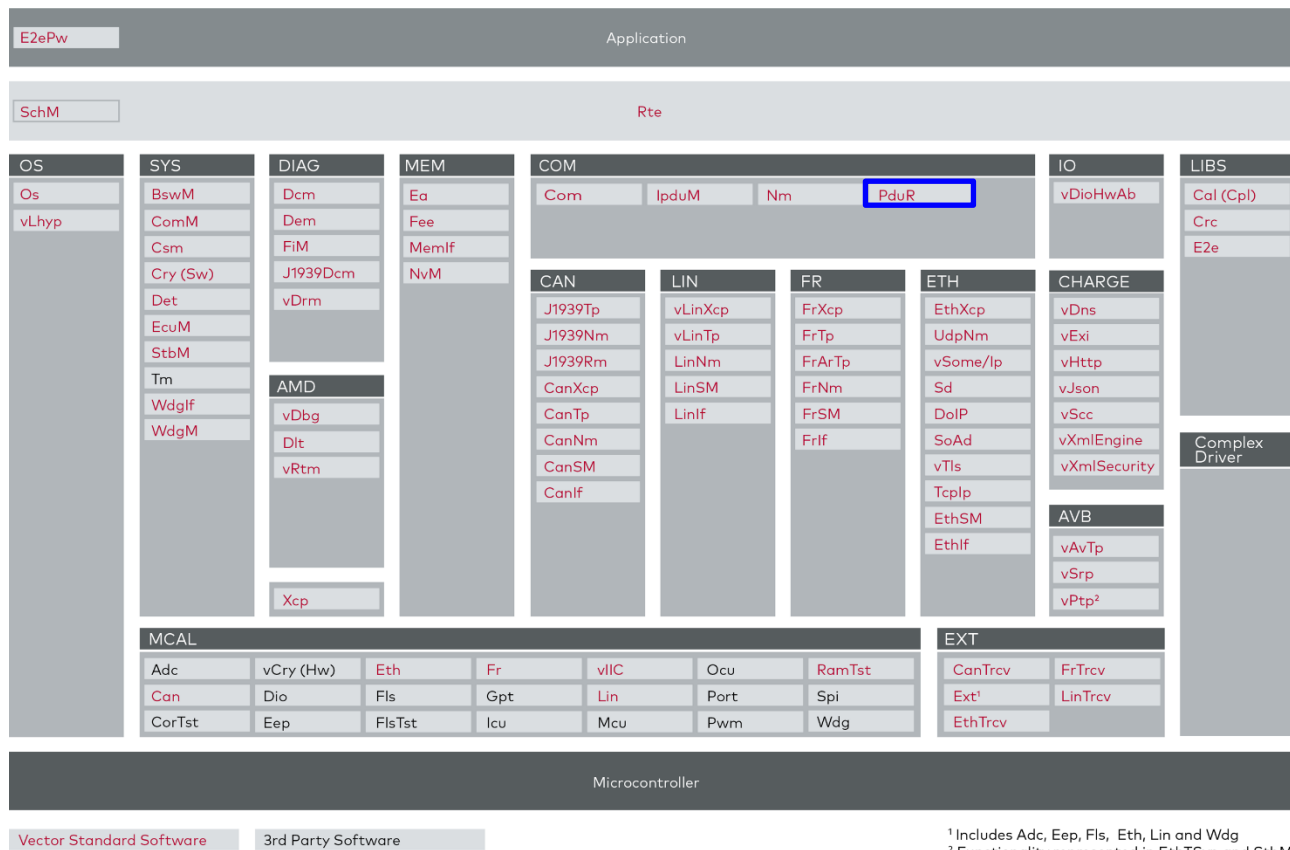 E2ePw
Application
SchM
Rte
OS
Os
vLhyp
SYS
BswM
ComM
Csm
Cry (Sw)
Det
EcuM
StbM
Tm
WdgIf
WdgM
DIAG
Dcm
Dem
FiM
J1939Dcm
vDrm
AMD
vDbg
Dlt
vRtm
Xcp
MEM
Ea
Fee
MemIf
NvM
COM
Com
IpduM
Nm
PduR
CAN
J1939Tp
J1939Nm
J1939Rm
CanXcp
CanTp
CanNm
CanSM
CanIf
LIN
vLinXcp
vLinTp
LinNm
LinSM
LinIf
FR
FrXcp
FrTp
FrArTp
FrNm
FrSM
FrIf
ETH
EthXcp
UdpNm
vSome/Ip
Sd
DoIP
SoAd
vTls
TcpIp
EthSM
EthIf
IO
vDioHwAb
CHARGE
vDns
vExi
vHttp
vJson
vScc
vXmlEngine
vXmlSecurity
AVB
vAvTp
vSrp
vPtp²
LIBS
Cal (Cpl)
Crc
E2e
Complex
Driver
MCAL
Adc vCry (Hw) Eth Fr vIIC Ocu RamTst
Can Dio Fls Gpt Lin Port Spi
CorTst Eep FlsTst Icu Mcu Pwm Wdg
EXT
CanTrcv FrTrcv
Ext¹ LinTrcv
EthTrcv
Microcontroller
Vector Standard Software
3rd Party Software
¹ Includes Adc, Eep, Fls, Eth, Lin and Wdg